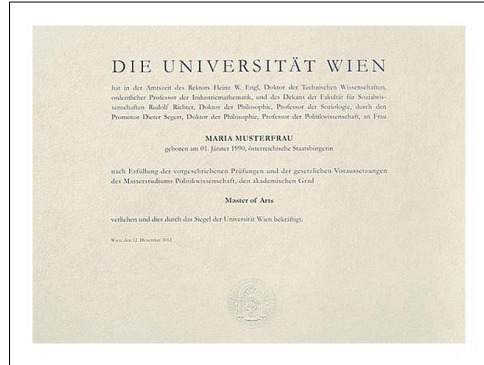 DIE UNIVERSITÄT WIEN
hat in der Amtszeit des Rektors Heinz W. Engl, Doktor der Technischen Wissenschaften,
ordentlicher Professor der Industriemathematik, und des Dekans der Fakultät für Sozialwis-
senschaften Rudolf Richter, Doktor der Philosophie, Professor der Soziologie, durch den
Promotor Dieter Segert, Doktor der Philosophie, Professor der Politikwissenschaft, an Frau
MARIA MUSTERFRAU
geboren am 01. Jänner 1990, österreichische Staatsbürgerin
nach Erfüllung der vorgeschriebenen Prüfungen und der gesetzlichen Voraussetzungen
des Masterstudiums Politikwissenschaft, den akademischen Grad
Master of Arts
verliehen und dies durch das Siegel der Universität Wien bekräftigt.
Wien, den 12. Dezember 2012